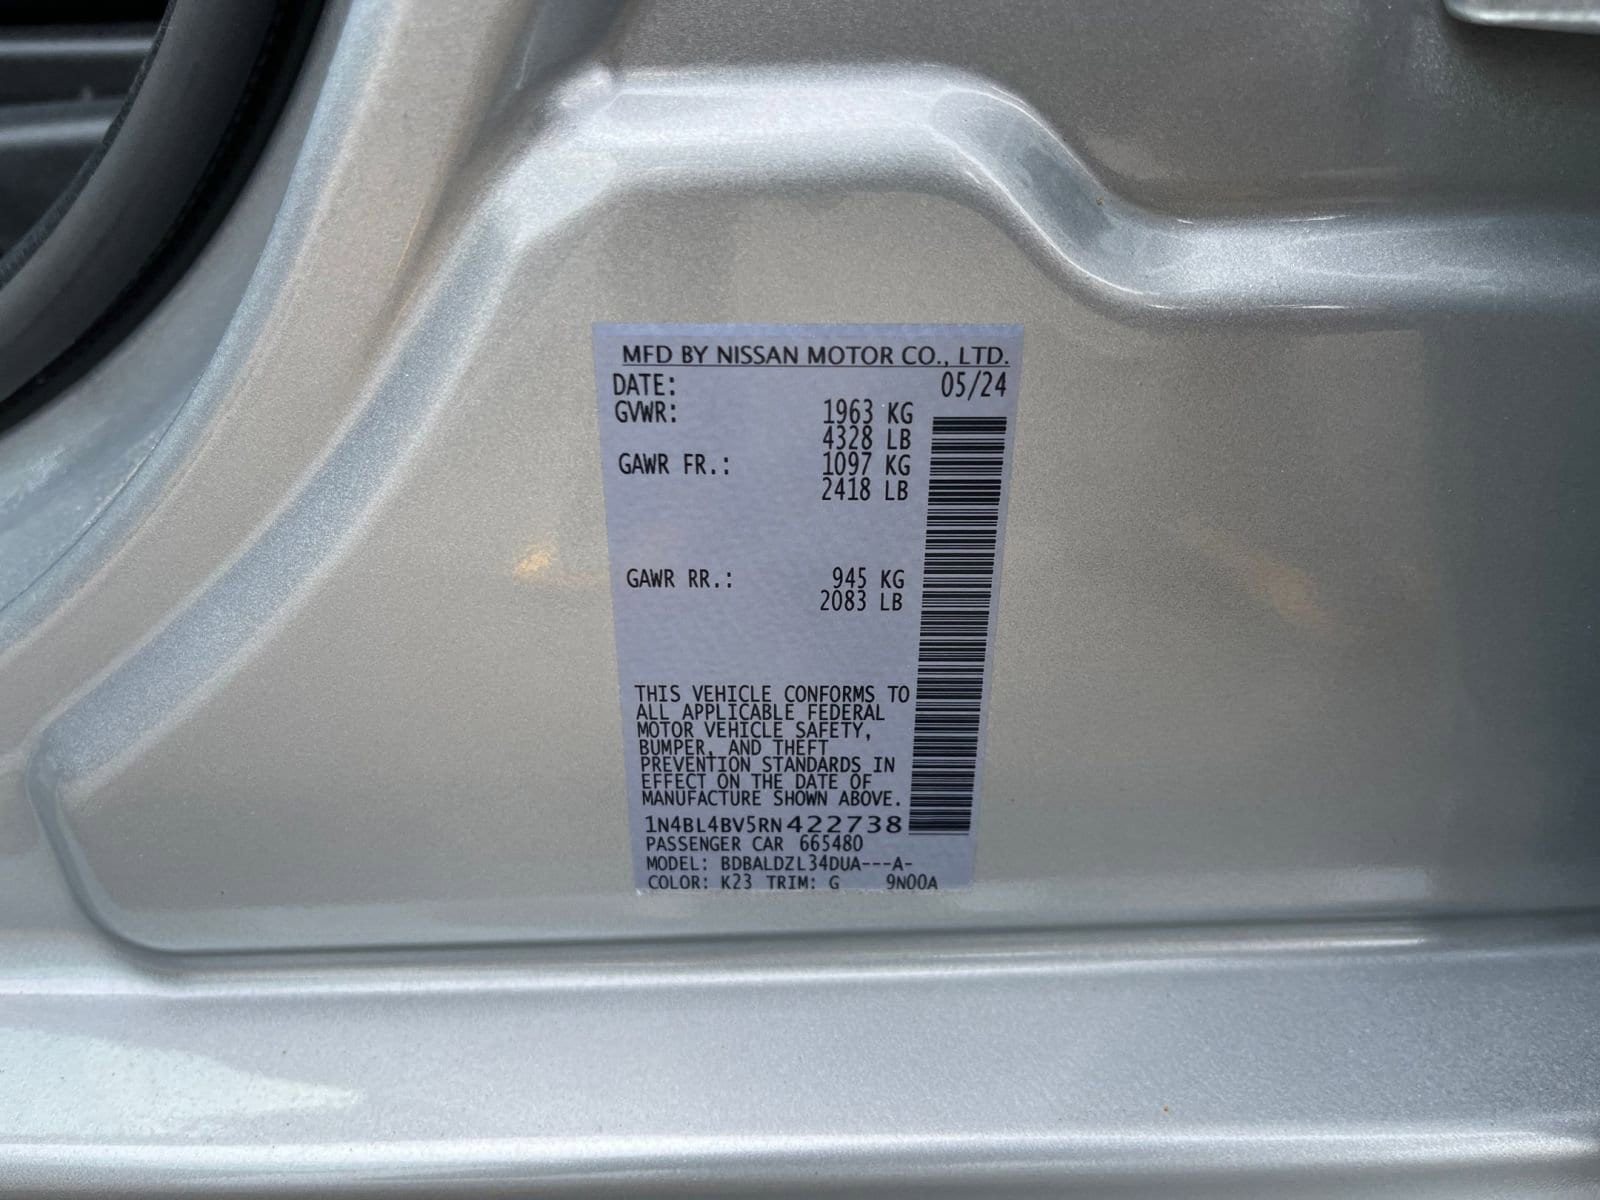 MFD BY NISSAN MOTOR CO., LTD.
DATE: 05/24
GVWR: 1963 KG
4328 LB
GAWR FR.: 1097 KG
2418 LB
GAWR RR.: 945 KG
2083 LB
THIS VEHICLE CONFORMS TO
ALL APPLICABLE FEDERAL
MOTOR VEHICLE SAFETY,
BUMPER, AND THEFT
PREVENTION STANDARDS IN
EFFECT ON THE DATE OF
MANUFACTURE SHOWN ABOVE.
1N4BL4BV5RN422738
PASSENGER CAR 665480
MODEL: BDBALDZL34DUA---A-
COLOR: K23 TRIM: G 9N00A